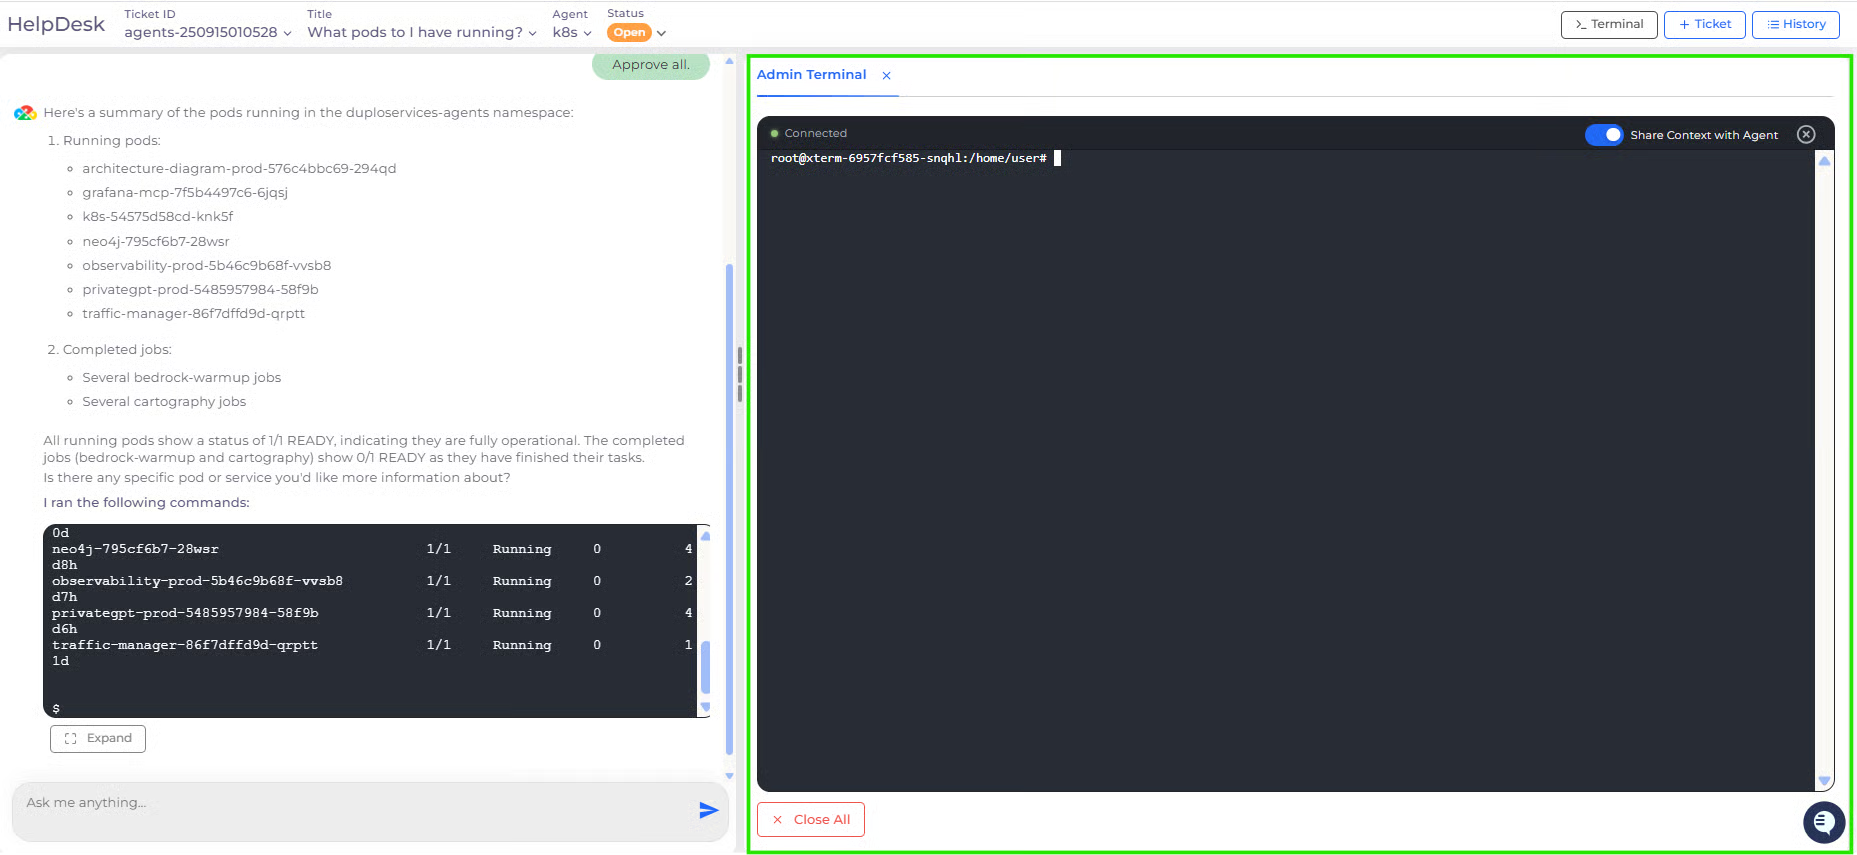 HelpDesk
Ticket ID
agents-250915010528
Title
What pods to I have running?
Agent
k8s
Status
Open
>_ Terminal
+ Ticket
History
Approve all.
Here's a summary of the pods running in the duploservices-agents namespace:
1. Running pods:
architecture-diagram-prod-576c4bbc69-294qd
grafana-mcp-7f5b4497c6-6jqsj
k8s-54575d58cd-knk5f
neo4j-795cf6b7-28wsr
observability-prod-5b46c9b68f-vvsb8
privategpt-prod-5485957984-58f9b
traffic-manager-86f7dffd9d-qrptt
2. Completed jobs:
Several bedrock-warmup jobs
Several cartography jobs
All running pods show a status of 1/1 READY, indicating they are fully operational. The completed
jobs (bedrock-warmup and cartography) show 0/1 READY as they have finished their tasks.
Is there any specific pod or service you'd like more information about?
I ran the following commands:
0d
neo4j-795cf6b7-28wsr 1/1 Running 0 4
d8h
observability-prod-5b46c9b68f-vvsb8 1/1 Running 0 2
d7h
privategpt-prod-5485957984-58f9b 1/1 Running 0 4
d6h
traffic-manager-86f7dffd9d-qrptt 1/1 Running 0 1
1d
$
Expand
Ask me anything...
Admin Terminal
Connected
Share Context with Agent
root@xterm-6957fcf585-snqhl:/home/user#
Close All